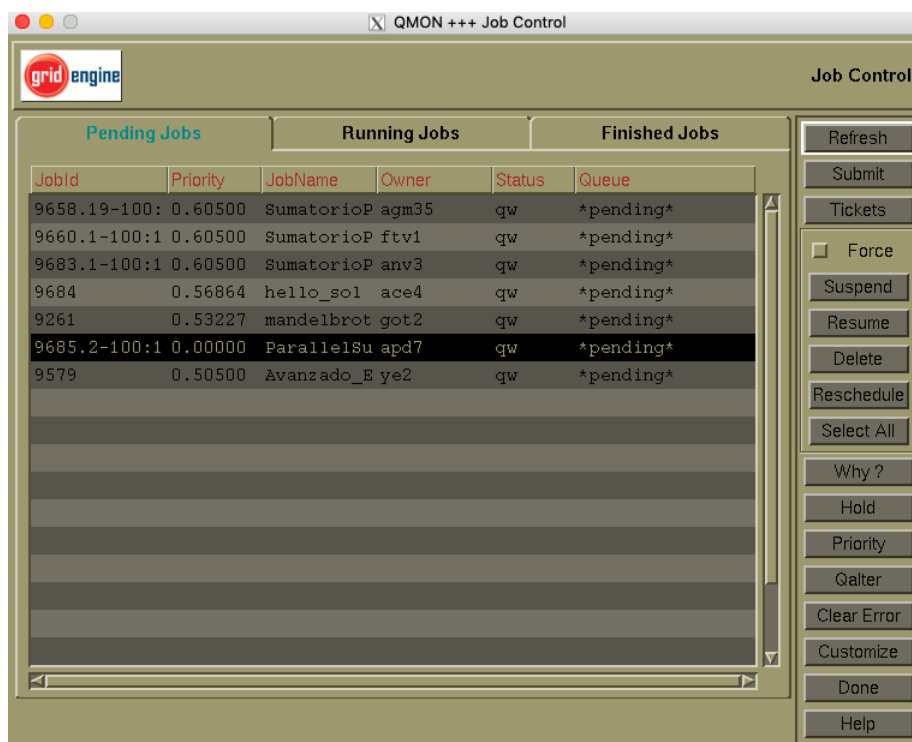 X QMON +++ Job Control
grid engine
Job Control
Pending Jobs Running Jobs Finished Jobs
JobId Priority JobName Owner Status Queue
9658.19-100: 0.60500 SumatorioP agm35 qw *pending*
9660.1-100:1 0.60500 SumatorioP ftv1 qw *pending*
9683.1-100:1 0.60500 SumatorioP anv3 qw *pending*
9684 0.56864 hello_sol ace4 qw *pending*
9261 0.53227 mandelbrot got2 qw *pending*
9685.2-100:1 0.00000 ParallelSu apd7 qw *pending*
9579 0.50500 Avanzado_E ye2 qw *pending*
Refresh
Submit
Tickets
Force
Suspend
Resume
Delete
Reschedule
Select All
Why ?
Hold
Priority
Qalter
Clear Error
Customize
Done
Help